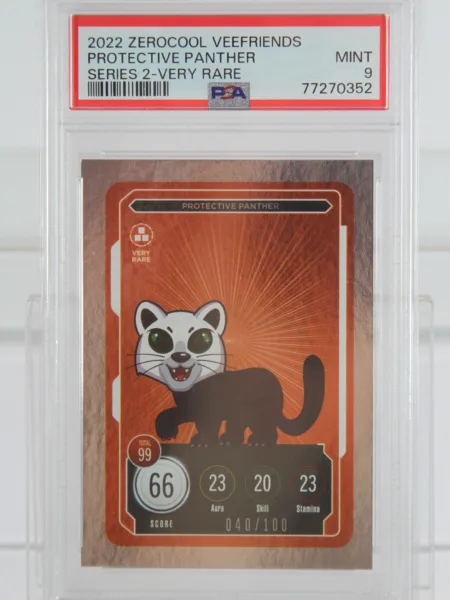 2022 ZEROCOOL VEEFRIENDS
PROTECTIVE PANTHER MINT
SERIES 2-VERY RARE 9
PSA 77270352
PROTECTIVE PANTHER
VERY
RARE
TOTAL
99
66 23 20 23
SCORE Aura Skill Stamina
040/100